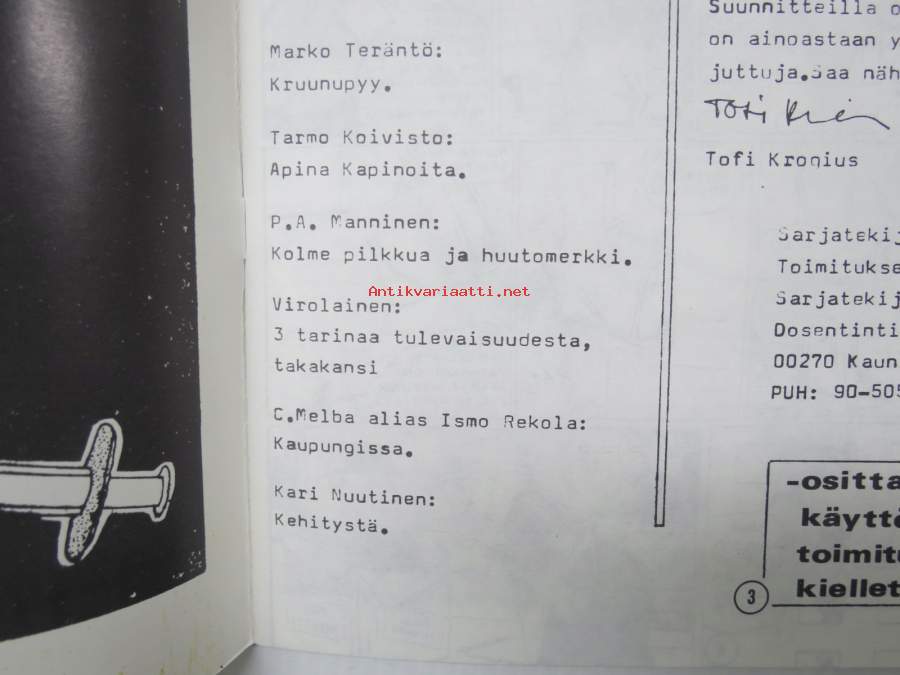 Marko Teräntö:
Kruunupyy.
Tarmo Koivisto:
Apina Kapinoita.
P.A. Manninen:
Kolme pilkkua ja huutomerkki.
Antikvariaatti.net
Virolainen:
3 tarinaa tulevaisuudesta,
takakansi
C.Melba alias Ismo Rekola:
Kaupungissa.
Kari Nuutinen:
Kehitystä.
Suunnitteilla o
on ainoastaan y
juttuja.Saa näh
Tofi Krogius
Sarjatekij
Toimitukse
Sarjatekij
Dosentinti
00270 Kaun
PUH: 90-505
-ositta
käyttö
toimitu
kiellet
3